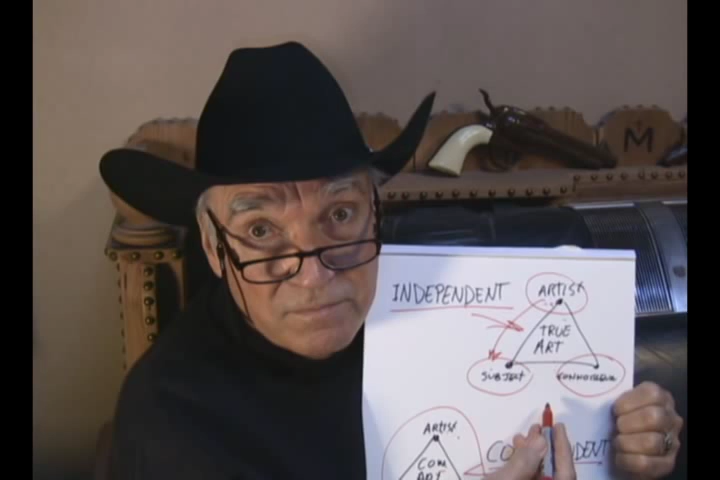 M
INDEPENDENT
ARTIST
TRUE
ART
SUBJECT
ARTIST
COM
ART